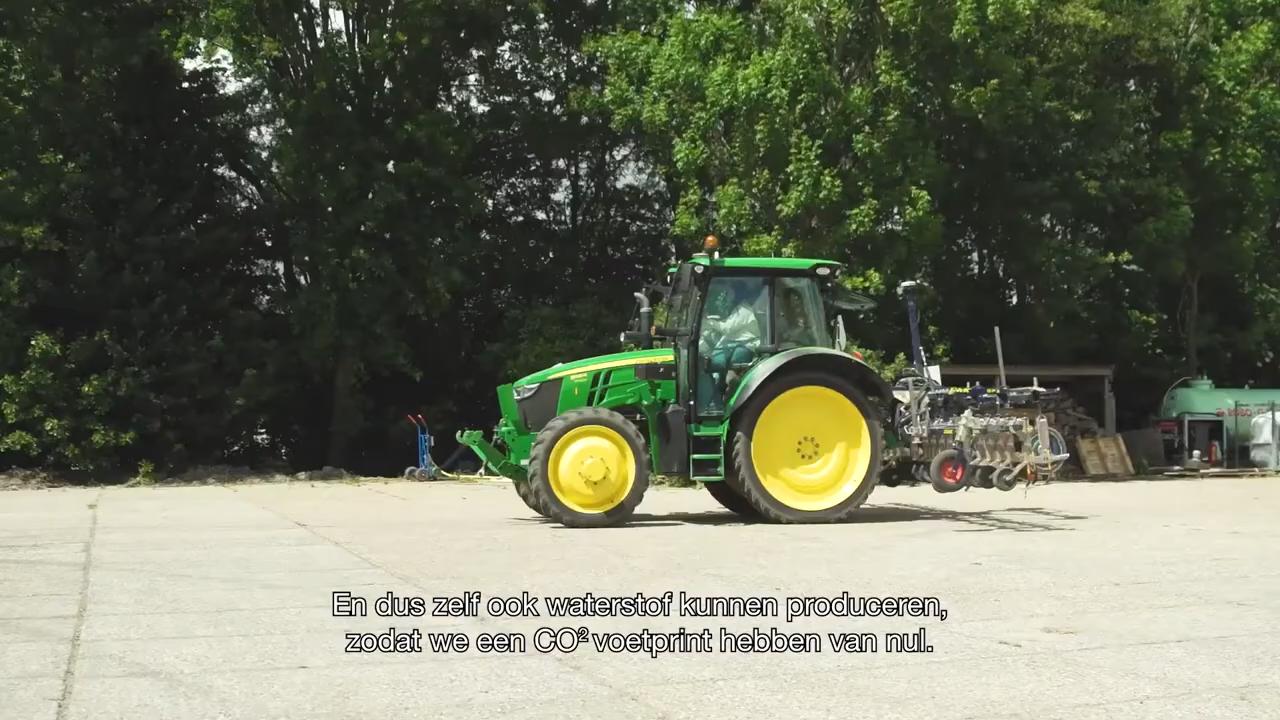 En dus zelf ook waterstof kunnen produceren,
zodat we een CO² voetprint hebben van nul.